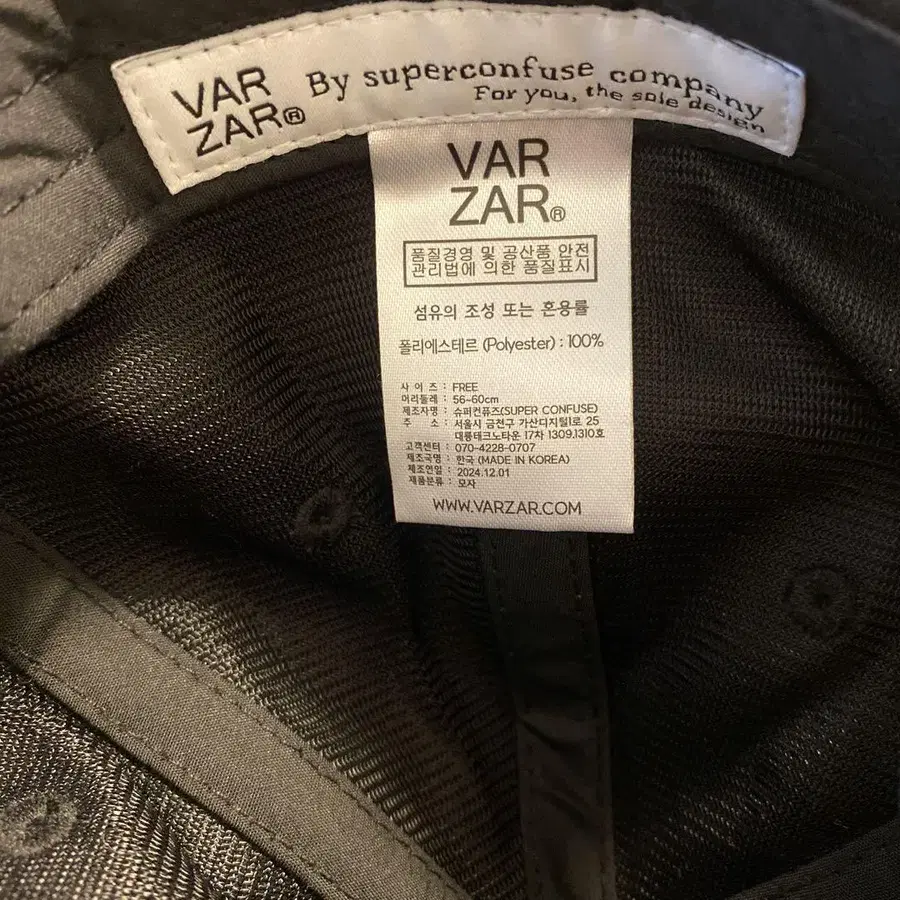 VAR
ZAR®
By superconfuse company
For you, the sole design
VAR
ZAR®
품질경영 및 공산품 안전
관리법에 의한 품질표시
섬유의 조성 또는 혼용률
폴리에스테르 (Polyester) : 100%
사 이 즈 : FREE
머리둘레 : 56~60cm
제조자명 : 슈퍼컨퓨즈(SUPER CONFUSE)
주 소 : 서울시 금천구 가산디지털1로 25
대륭테크노타운 17차 1309.1310호
고객센터 : 070-4228-0707
제조국명 : 한국 (MADE IN KOREA)
제조연일 : 2024.12.01
제품분류 : 모자
WWW.VARZAR.COM